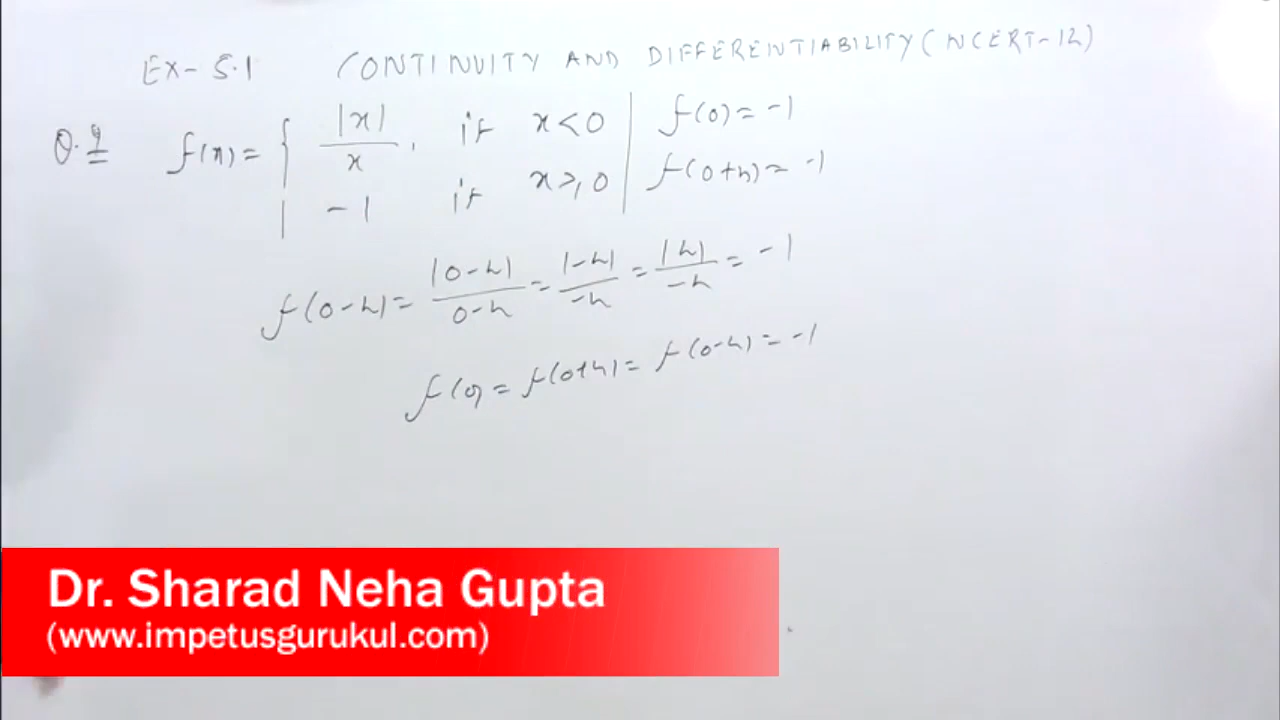 EX-5.1 CONTINUITY AND DIFFERENTIABILITY (NCERT-12)
Q.9 f(x) = { |x|/x, if x<0 | f(0) = -1
-1 if x≥0 | f(0+h) = -1
f(0-h) = |0-h|/0-h = |-h|/-h = |h|/-h = -1
f(0) = f(0+h) = f(0-h) = -1
Dr. Sharad Neha Gupta
(www.impetusgurukul.com)